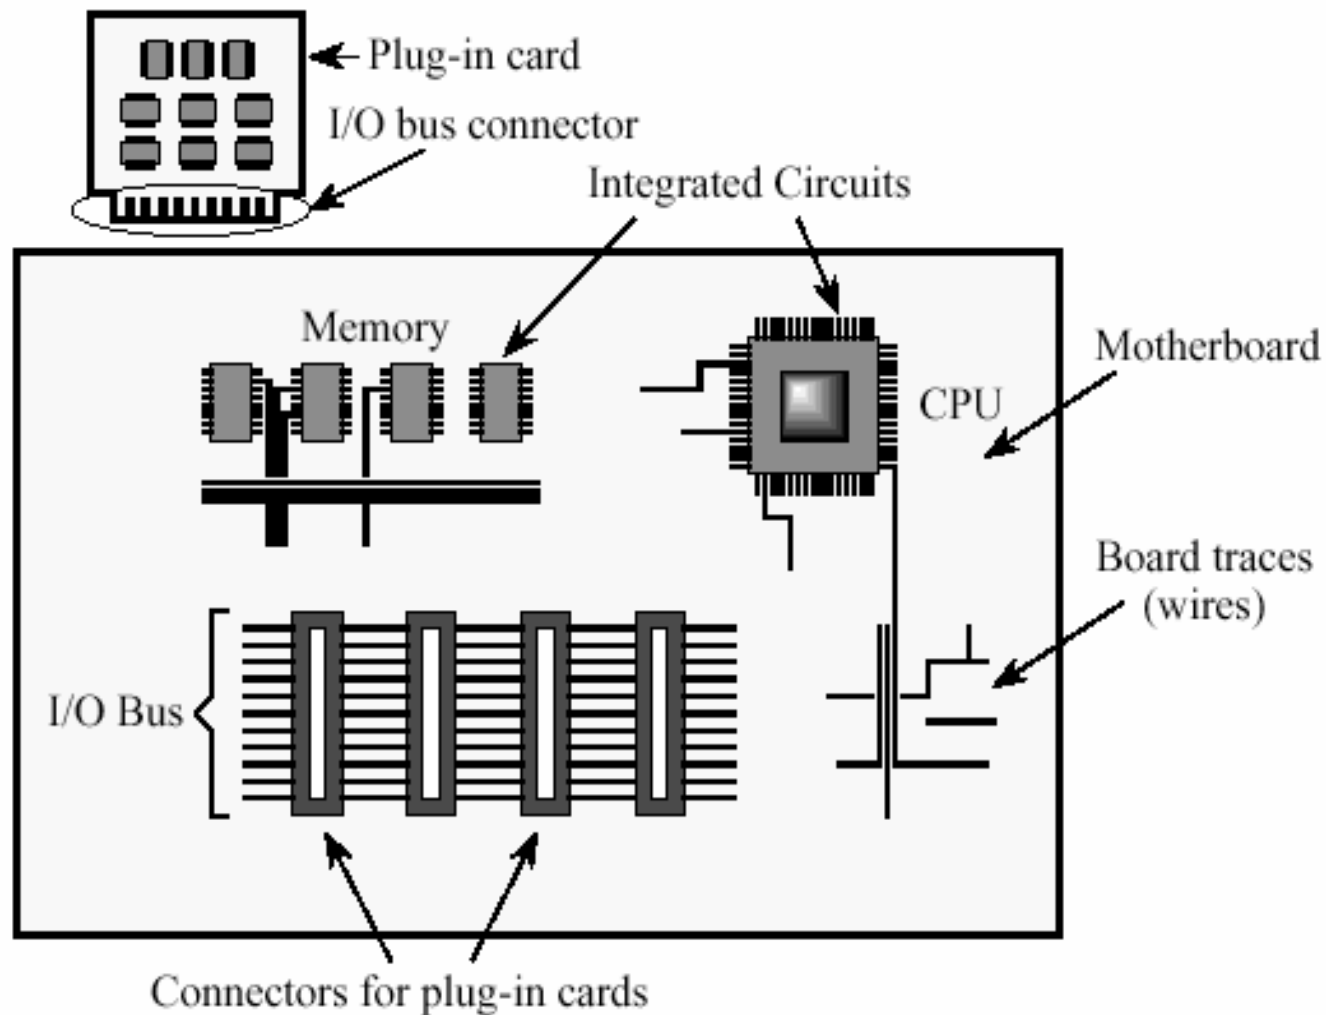 Plug-in card
I/O bus connector
Integrated Circuits
Memory
Motherboard
CPU
Board traces
(wires)
I/O Bus
Connectors for plug-in cards